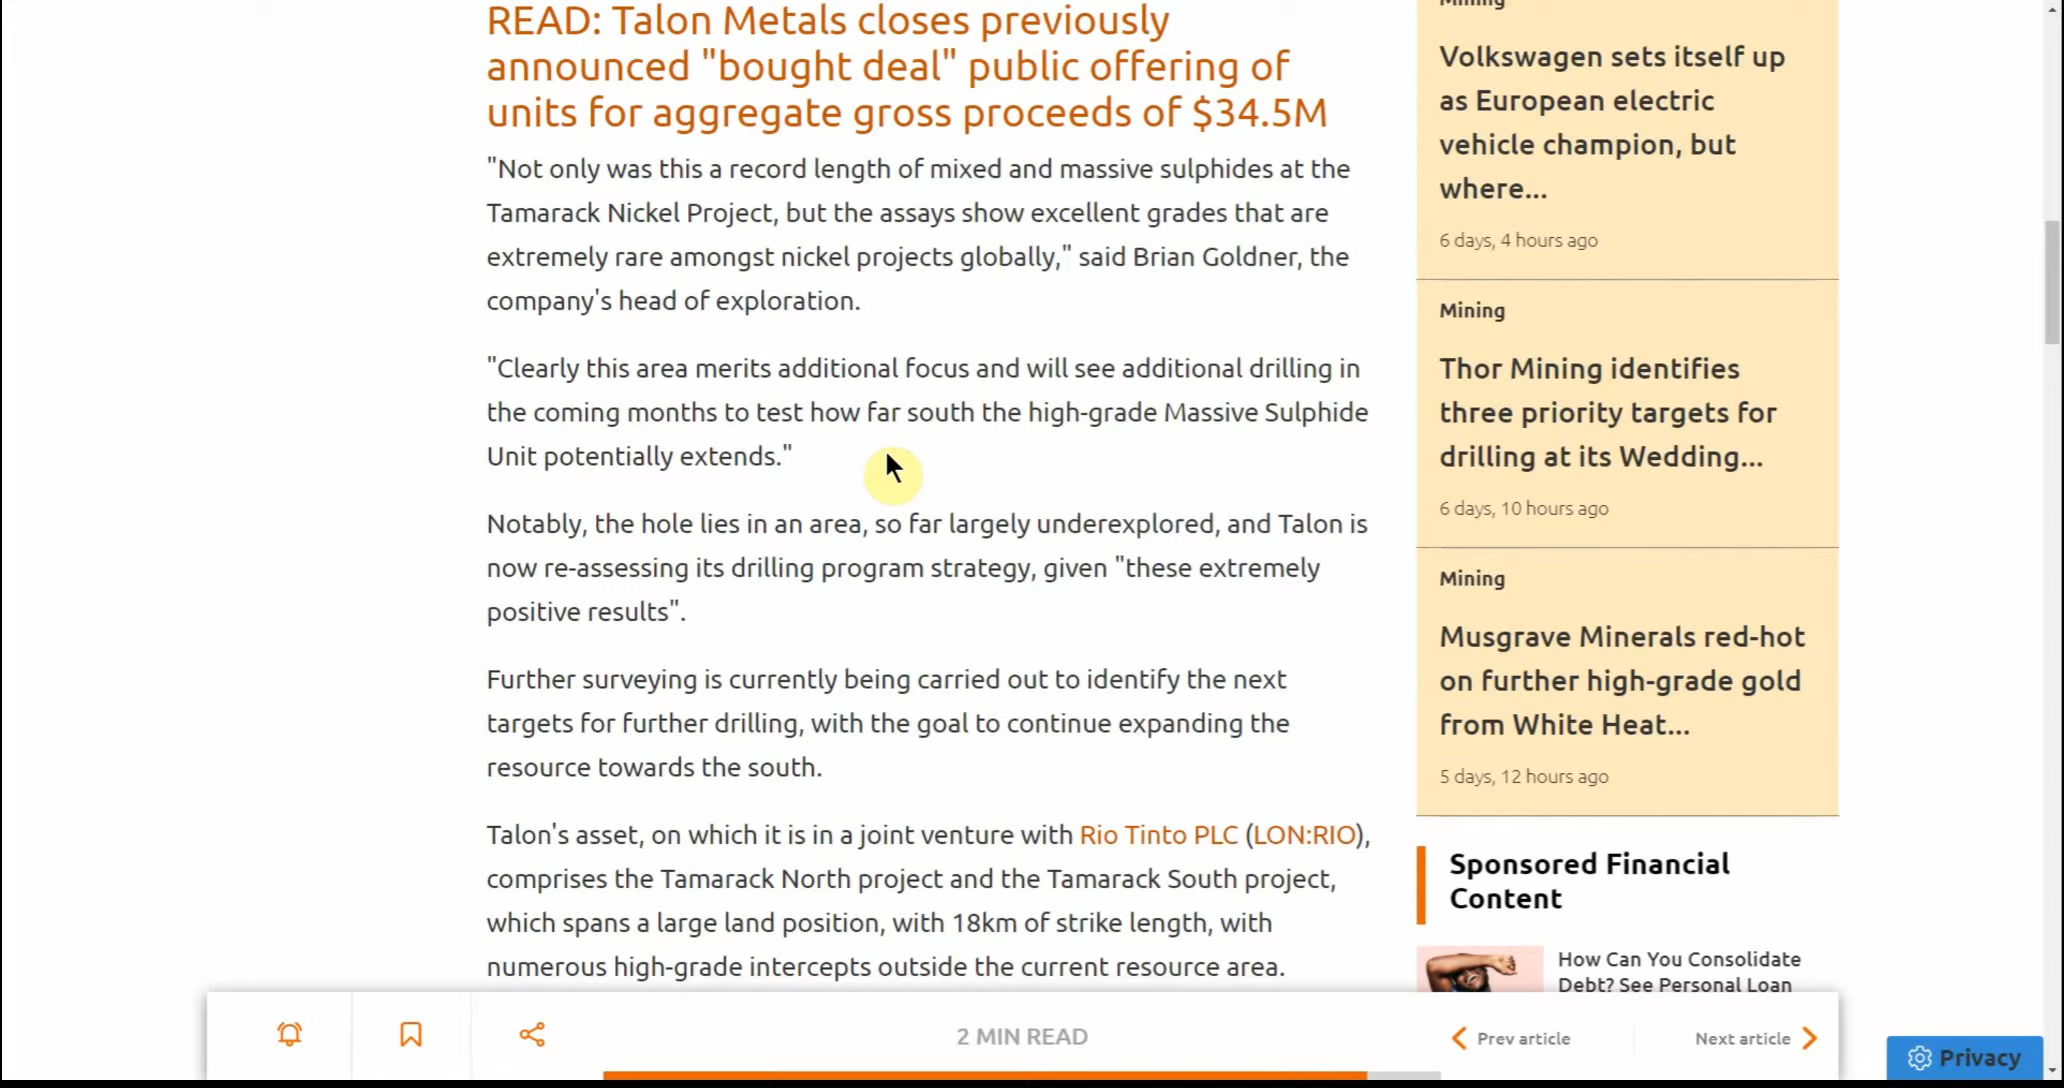 READ: Talon Metals closes previously
announced "bought deal" public offering of
units for aggregate gross proceeds of $34.5M
"Not only was this a record length of mixed and massive sulphides at the
Tamarack Nickel Project, but the assays show excellent grades that are
extremely rare amongst nickel projects globally," said Brian Goldner, the
company's head of exploration.
"Clearly this area merits additional focus and will see additional drilling in
the coming months to test how far south the high-grade Massive Sulphide
Unit potentially extends."
Notably, the hole lies in an area, so far largely underexplored, and Talon is
now re-assessing its drilling program strategy, given "these extremely
positive results".
Further surveying is currently being carried out to identify the next
targets for further drilling, with the goal to continue expanding the
resource towards the south.
Talon's asset, on which it is in a joint venture with Rio Tinto PLC (LON:RIO),
comprises the Tamarack North project and the Tamarack South project,
which spans a large land position, with 18km of strike length, with
numerous high-grade intercepts outside the current resource area.
Mining
Volkswagen sets itself up
as European electric
vehicle champion, but
where...
6 days, 4 hours ago
Mining
Thor Mining identifies
three priority targets for
drilling at its Wedding...
6 days, 10 hours ago
Mining
Musgrave Minerals red-hot
on further high-grade gold
from White Heat...
5 days, 12 hours ago
Sponsored Financial
Content
How Can You Consolidate
Debt? See Personal Loan
2 MIN READ
Prev article
Next article
Privacy